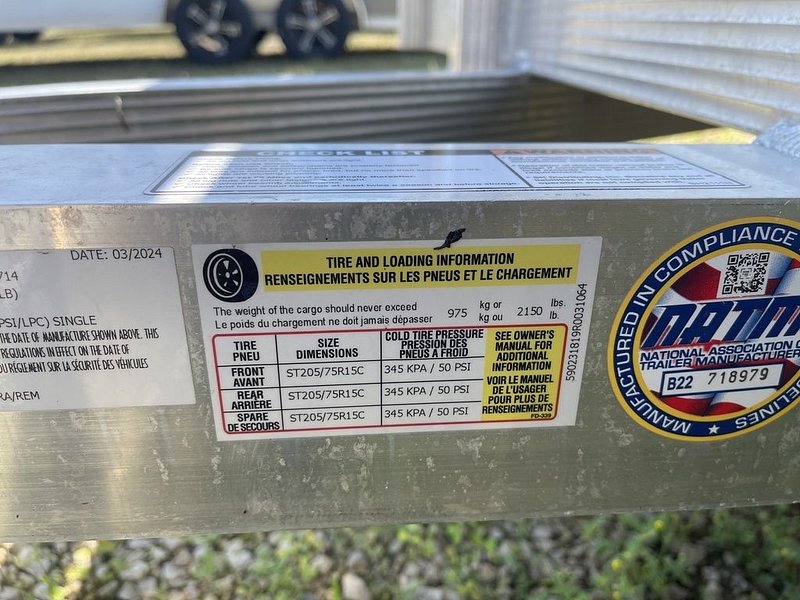 CHECK LIST
WARNING
DATE: 03/2024
714
LB)
PSI/LPC) SINGLE
THE DATE OF MANUFACTURE SHOWN ABOVE. THIS
REGULATIONS IN EFFECT ON THE DATE OF
DU RÈGLEMENT SUR LA SÉCURITÉ DES VÉHICULES
RA/REM
TIRE AND LOADING INFORMATION
RENSEIGNEMENTS SUR LES PNEUS ET LE CHARGEMENT
The weight of the cargo should never exceed
Le poids du chargement ne doit jamais dépasser
975 kg or 2150 lbs.
kg ou lb.
TIRE SIZE COLD TIRE PRESSURE
PNEU DIMENSIONS PRESSION DES
PNEUS A FROID
FRONT
AVANT ST205/75R15C 345 KPA / 50 PSI
REAR
ARRIÈRE ST205/75R15C 345 KPA / 50 PSI
SPARE
DE SECOURS ST205/75R15C 345 KPA / 50 PSI
SEE OWNER'S
MANUAL FOR
ADDITIONAL
INFORMATION
VOIR LE MANUEL
DE L'USAGER
POUR PLUS DE
RENSEIGNEMENTS
FD-339
590231819R0031064
MANUFACTURED IN COMPLIANCE
NATM
NATIONAL ASSOCIATION O
TRAILER MANUFACTURERS
B22 718979
DELINES